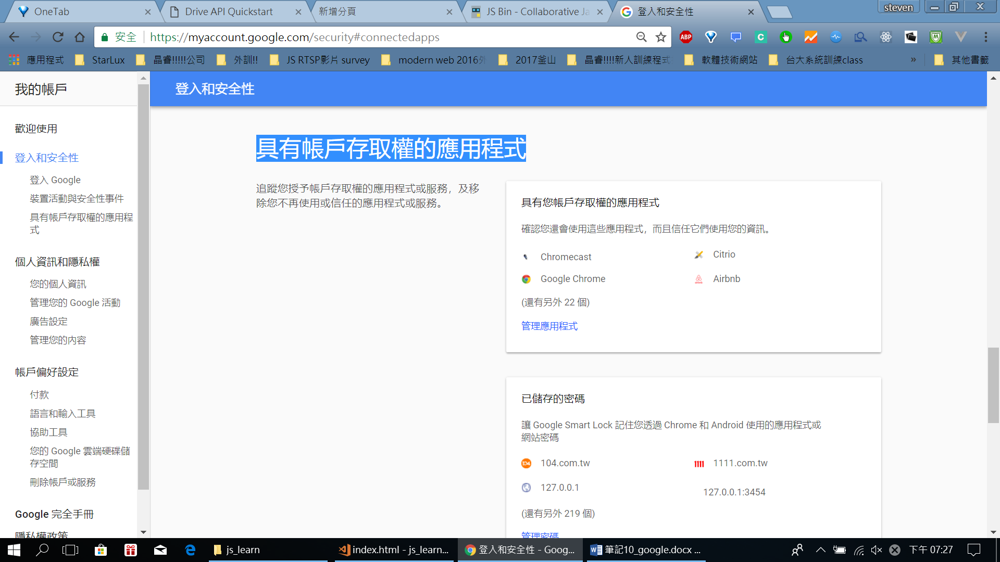 OneTab
Drive API Quickstart
新增分頁
JS Bin - Collaborative Ja
登入和安全性
steven
安全
https://myaccount.google.com/security#connectedapps
ABP
應用程式
StarLux
晶睿!!!!!公司
外訓!!
JS RTSP影片 survey
modern web 2016外
2017釜山
晶睿!!!!新人訓練程式
軟體技術網站
台大系統訓練class
»
其他書籤
我的帳戶
歡迎使用
登入和安全性
登入 Google
裝置活動與安全性事件
具有帳戶存取權的應用程
式
個人資訊和隱私權
您的個人資訊
管理您的 Google 活動
廣告設定
管理您的內容
帳戶偏好設定
付款
語言和輸入工具
協助工具
您的 Google 雲端硬碟儲
存空間
刪除帳戶或服務
Google 完全手冊
隱私權政策
登入和安全性
具有帳戶存取權的應用程式
追蹤您授予帳戶存取權的應用程式或服務，及移
除您不再使用或信任的應用程式或服務。
具有您帳戶存取權的應用程式
確認您還會使用這些應用程式，而且信任它們使用您的資訊。
Chromecast
Citrio
Google Chrome
Airbnb
(還有另外 22 個)
管理應用程式
已儲存的密碼
讓 Google Smart Lock 記住您透過 Chrome 和 Android 使用的應用程式或
網站密碼
104
104.com.tw
1111
1111.com.tw
127.0.0.1
127.0.0.1:3454
(還有另外 219 個)
管理密碼
js_learn
index.html - js_learn...
登入和安全性 - Goog...
筆記10_google.docx ...
下午 07:27